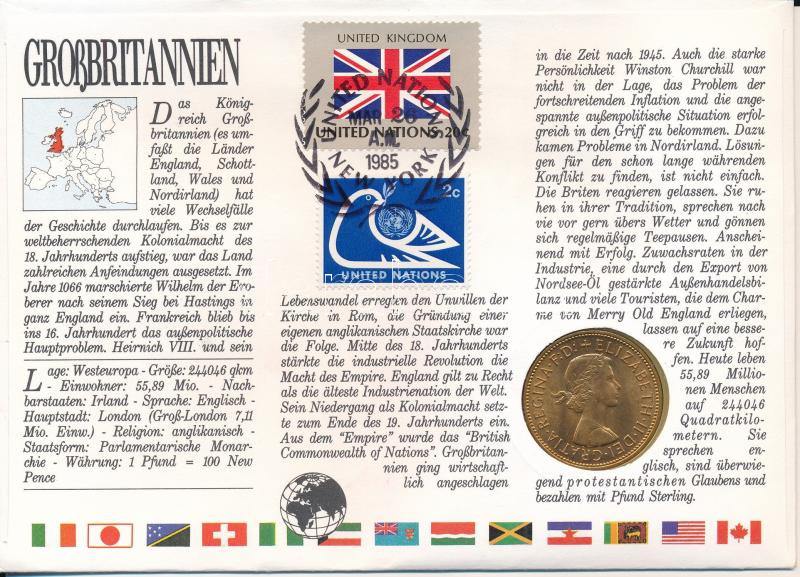 GROßBRITANNIEN
Das König-
reich Groß-
britannien (es um-
faßt die Länder
England, Schott-
land, Wales und
Nordirland) hat
viele Wechselfälle
der Geschichte durchlaufen. Bis es zur
weltbeherrschenden Kolonialmacht des
18. Jahrhunderts aufstieg, war das Land
zahlreichen Anfeindungen ausgesetzt. Im
Jahre 1066 marschierte Wilhelm der Ero-
berer nach seinem Sieg bei Hastings in
ganz England ein. Frankreich blieb bis
ins 16. Jahrhundert das außenpolitische
Hauptproblem. Heirnich VIII. und sein
Lage: Westeuropa - Größe: 244046 qkm
- Einwohner: 55,89 Mio. - Nach-
barstaaten: Irland - Sprache: Englisch -
Hauptstadt: London (Groß-London 7,11
Mio. Einw.) - Religion: anglikanisch -
Staatsform: Parlamentarische Monar-
chie - Währung: 1 Pfund = 100 New
Pence
UNITED KINGDOM
UNITED NATIONS 20c
UNITED NATIONS
MAR 26
A.M.
1985
NEW YORK
2c
UNITED NATIONS
Lebenswandel erregten den Unwillen der
Kirche in Rom, die Gründung einer
eigenen anglikanischen Staatskirche war
die Folge. Mitte des 18. Jahrhunderts
stärkte die industrielle Revolution die
Macht des Empire. England gilt zu Recht
als die älteste Industrienation der Welt.
Sein Niedergang als Kolonialmacht setz-
te zum Ende des 19. Jahrhunderts ein.
Aus dem "Empire" wurde das "British
Commonwealth of Nations". Großbritan-
nien ging wirtschaft-
lich angeschlagen
in die Zeit nach 1945. Auch die starke
Persönlichkeit Winston Churchill war
nicht in der Lage, das Problem der
fortschreitenden Inflation und die ange-
spannte außenpolitische Situation erfolg-
reich in den Griff zu bekommen. Dazu
kamen Probleme in Nordirland. Lösun-
gen für den schon lange währenden
Konflikt zu finden, ist nicht einfach.
Die Briten reagieren gelassen. Sie ru-
hen in ihrer Tradition, sprechen nach
wie vor gern übers Wetter und gönnen
sich regelmäßige Teepausen. Anschei-
nend mit Erfolg. Zuwachsraten in der
Industrie, eine durch den Export von
Nordsee-Öl gestärkte Außenhandelsbi-
lanz und viele Touristen, die dem Char-
me von Merry Old England erliegen,
lassen auf eine besse-
re Zukunft hof-
fen. Heute leben
55,89 Millio-
nen Menschen
auf 244046
Quadratkilo-
metern. Sie
sprechen en-
glisch, sind überwie-
gend protestantischen Glaubens und
bezahlen mit Pfund Sterling.
ELIZABETH II DEI GRATIA REGINA F:D: